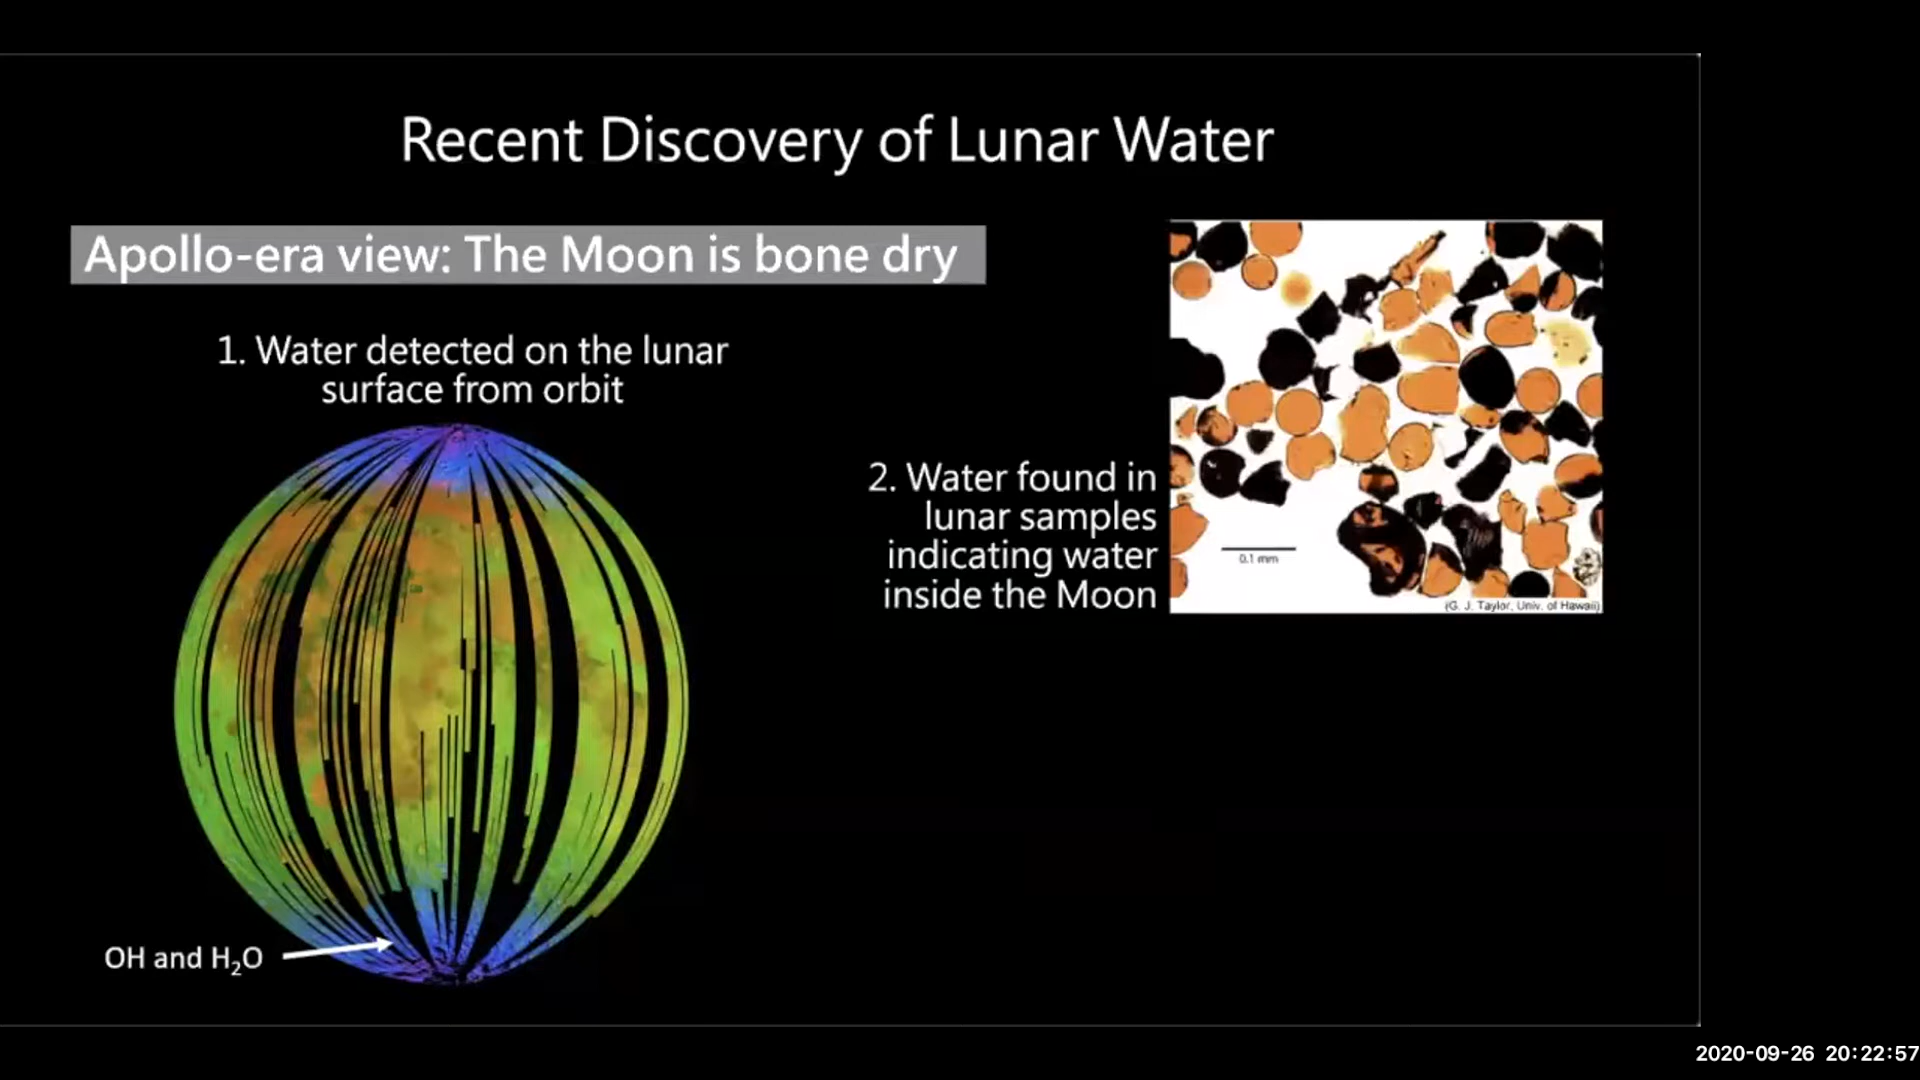 Recent Discovery of Lunar Water
Apollo-era view: The Moon is bone dry
1. Water detected on the lunar
surface from orbit
2. Water found in
lunar samples
indicating water
inside the Moon
0.1 mm
(G. J. Taylor, Univ. of Hawaii)
OH and H₂O
2020-09-26 20:22:57